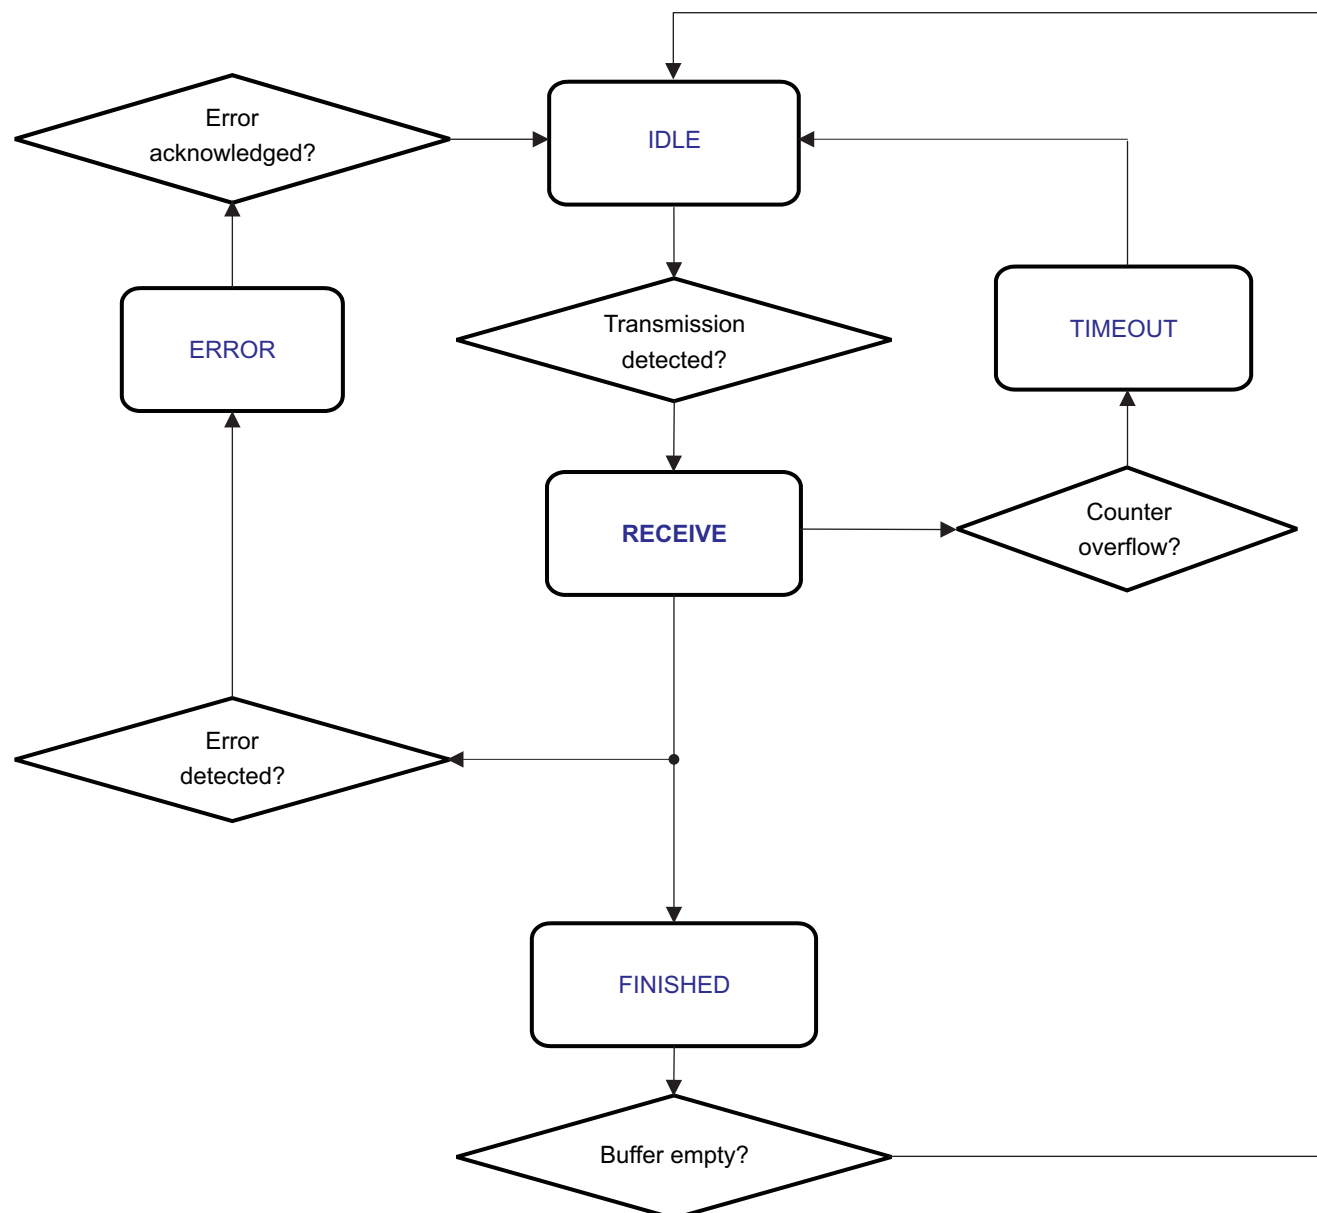 Error
acknowledged?
IDLE
Transmission
detected?
ERROR
TIMEOUT
RECEIVE
Counter
overflow?
Error
detected?
FINISHED
Buffer empty?